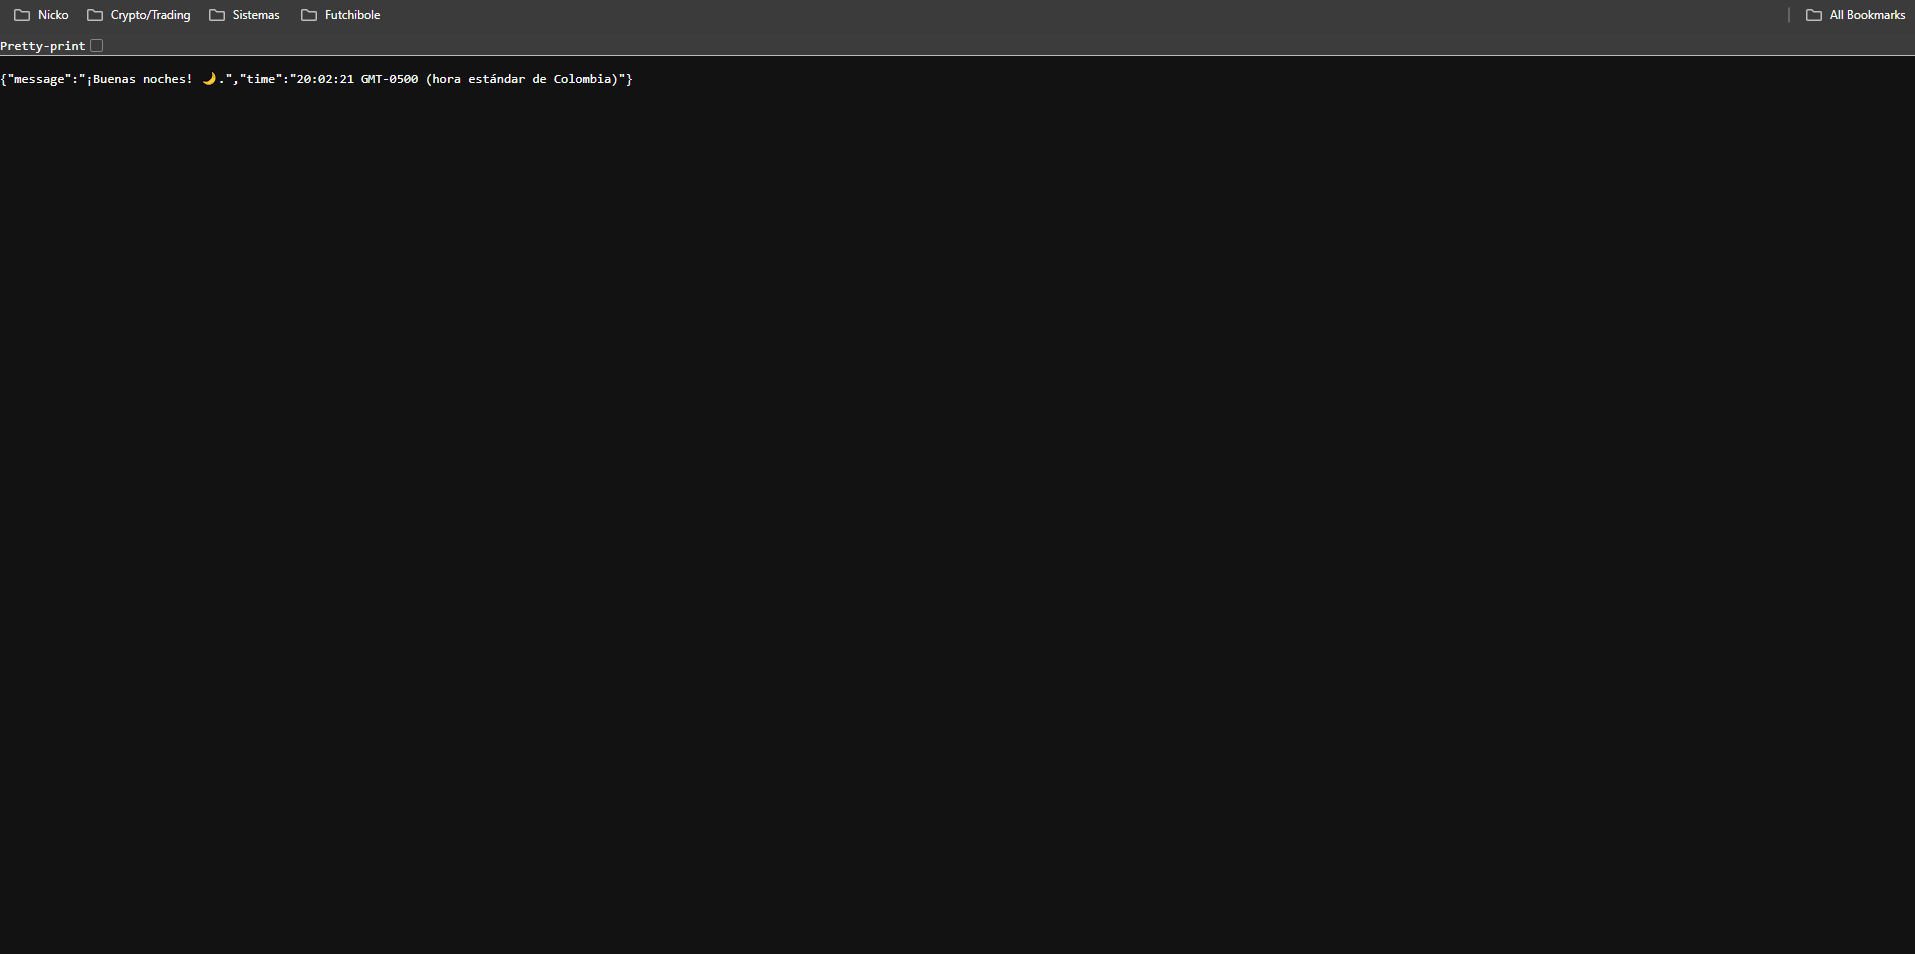 Nicko Crypto/Trading Sistemas Futchibole All Bookmarks
Pretty-print
{"message":"¡Buenas noches! 🌙.","time":"20:02:21 GMT-0500 (hora estándar de Colombia)"}